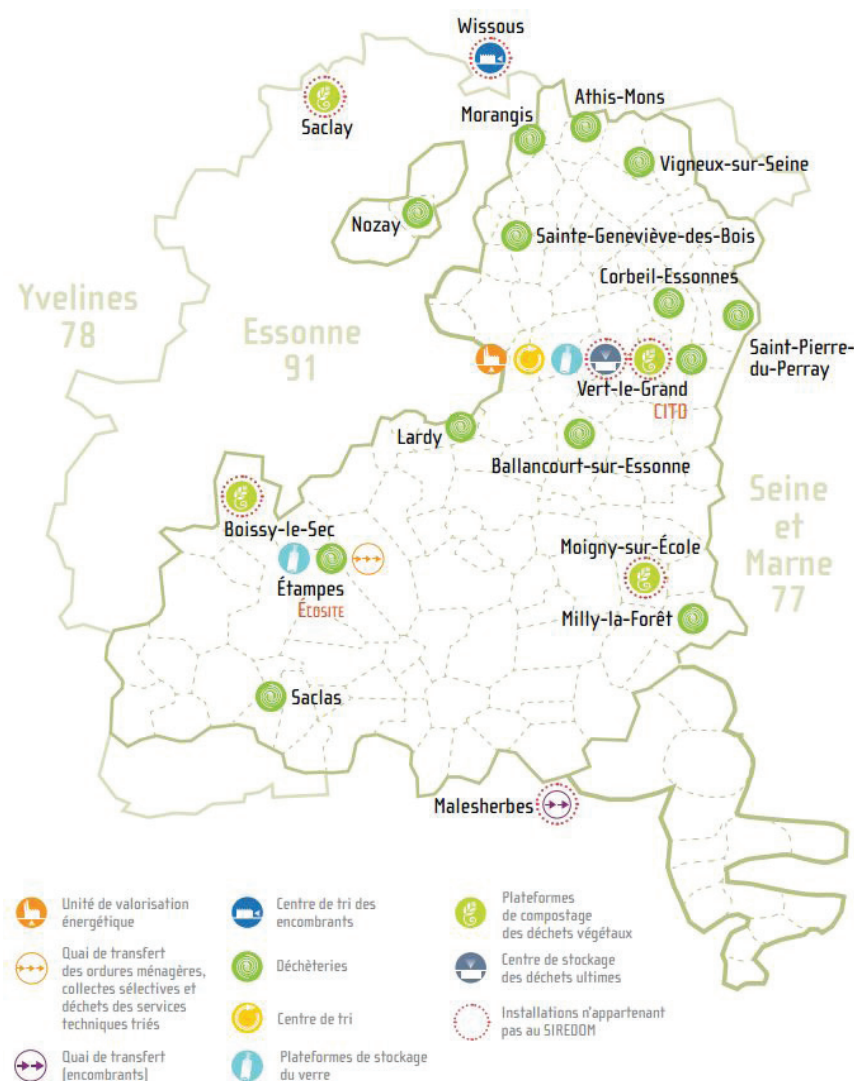 Wissous
Athis-Mons
Morangis
Saclay
Vigneux-sur-Seine
Nozay
Sainte-Geneviève-des-Bois
Corbeil-Essonnes
Yvelines
78
Essonne
91
Saint-Pierre-
du-Perray
Vert-le-Grand
CITD
Lardy
Ballancourt-sur-Essonne
Seine
et
Marne
77
Boissy-le-Sec
Moigny-sur-École
Étampes
ÉCOSITE
Milly-la-Forêt
Saclas
Malesherbes
Unité de valorisation
énergétique
Quai de transfert
des ordures ménagères,
collectes sélectives et
déchets des services
techniques triés
Quai de transfert
(encombrants)
Centre de tri des
encombrants
Déchèteries
Centre de tri
Plateformes de stockage
du verre
Plateformes
de compostage
des déchets végétaux
Centre de stockage
des déchets ultimes
Installations n'appartenant
pas au SIREDOM